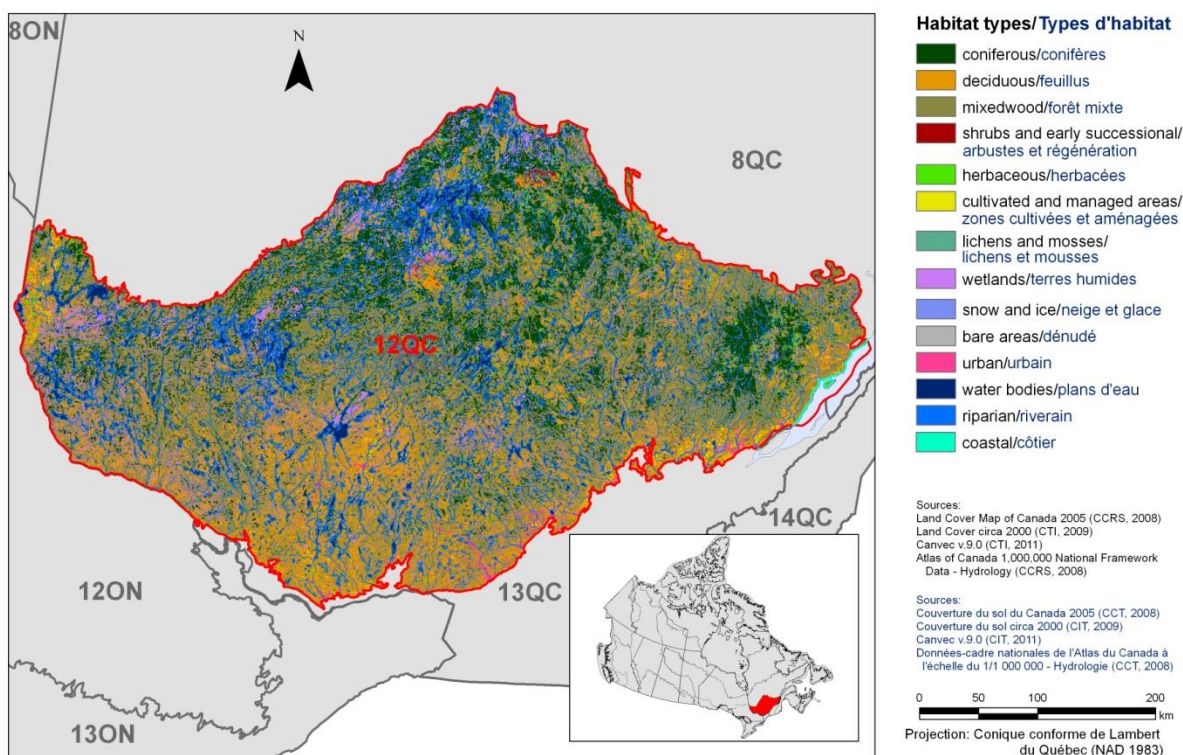 8ON
N
8QC
12QC
12ON
13QC
14QC
13ON
Habitat types/Types d'habitat
coniferous/conifères
deciduous/feuillus
mixedwood/forêt mixte
shrubs and early successional/
arbustes et régénération
herbaceous/herbacées
cultivated and managed areas/
zones cultivées et aménagées
lichens and mosses/
lichens et mousses
wetlands/terres humides
snow and ice/neige et glace
bare areas/dénudé
urban/urbain
water bodies/plans d'eau
riparian/riverain
coastal/côtier
Sources:
Land Cover Map of Canada 2005 (CCRS, 2008)
Land Cover circa 2000 (CTI, 2009)
Canvec v.9.0 (CTI, 2011)
Atlas of Canada 1,000,000 National Framework
Data - Hydrology (CCRS, 2008)
Sources:
Couverture du sol du Canada 2005 (CCT, 2008)
Couverture du sol circa 2000 (CIT, 2009)
Canvec v.9.0 (CIT, 2011)
Données-cadre nationales de l'Atlas du Canada à
l'échelle du 1/1 000 000 - Hydrologie (CCT, 2008)
0 50 100 200
km
Projection: Conique conforme de Lambert
du Québec (NAD 1983)